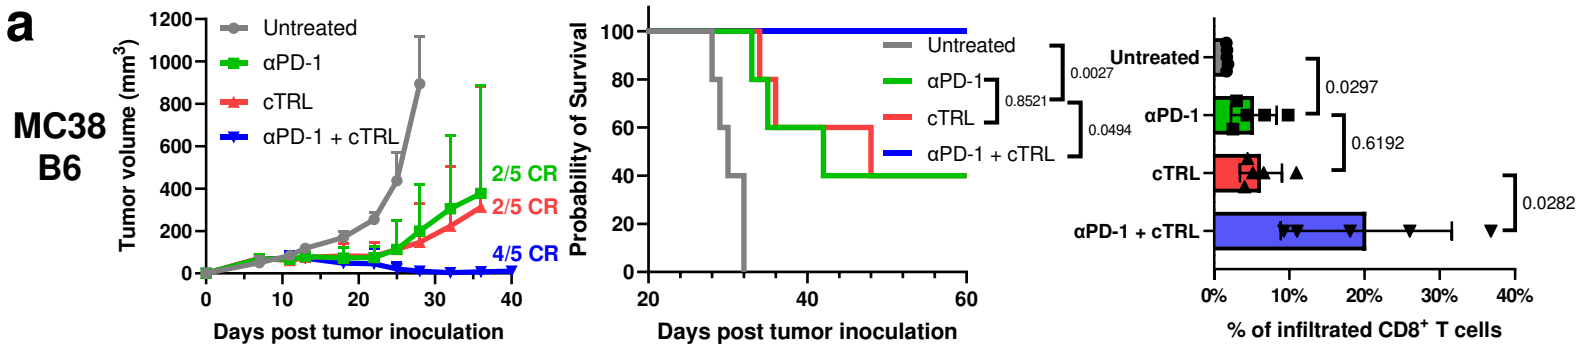 a
MC38
B6
Tumor volume (mm³)
1200
1000
800
600
400
200
0
Untreated
αPD-1
cTRL
αPD-1 + cTRL
2/5 CR
2/5 CR
4/5 CR
0
10
20
30
40
Days post tumor inoculation
Probability of Survival
100
80
60
40
20
0
Untreated
αPD-1
cTRL
αPD-1 + cTRL
0.0027
0.8521
0.0494
20
40
60
Days post tumor inoculation
Untreated
αPD-1
cTRL
αPD-1 + cTRL
0.0297
0.6192
0.0282
0%
10%
20%
30%
40%
% of infiltrated CD8⁺ T cells